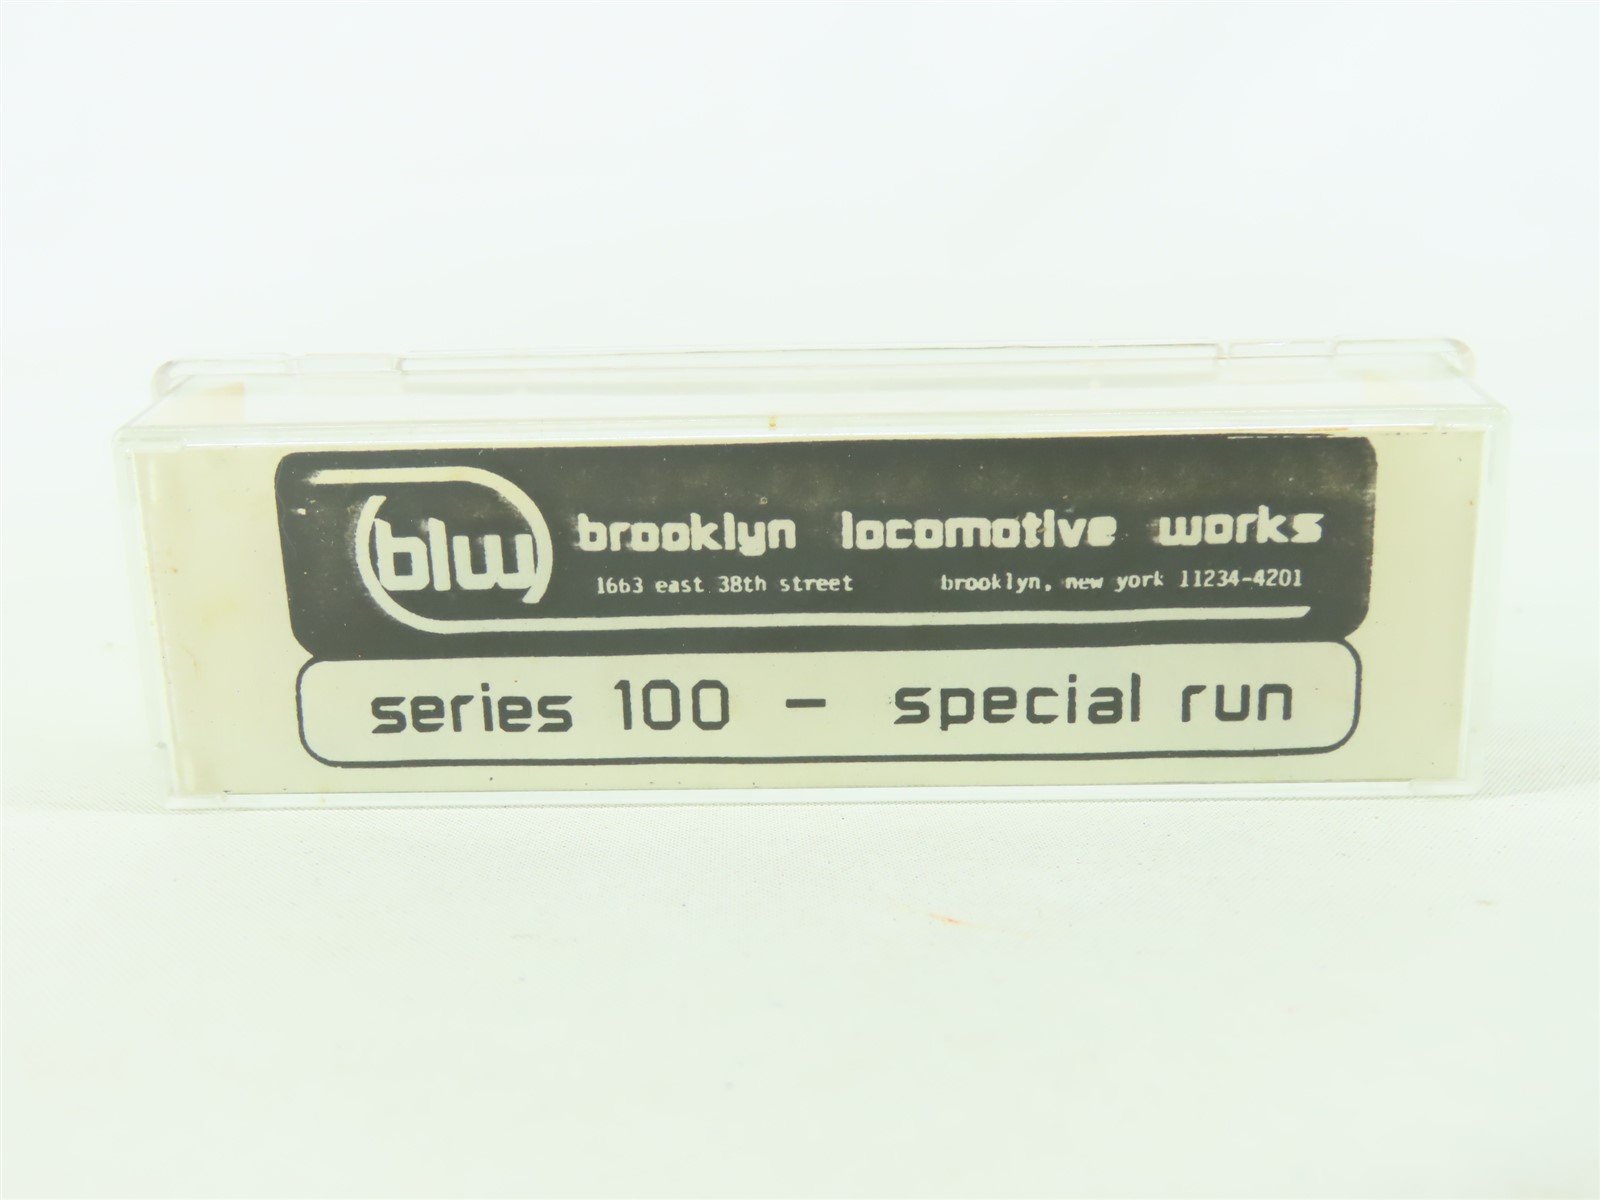 blw
brooklyn locomotive works
1663 east 38th street brooklyn, new york 11234-4201
series 100 - special run